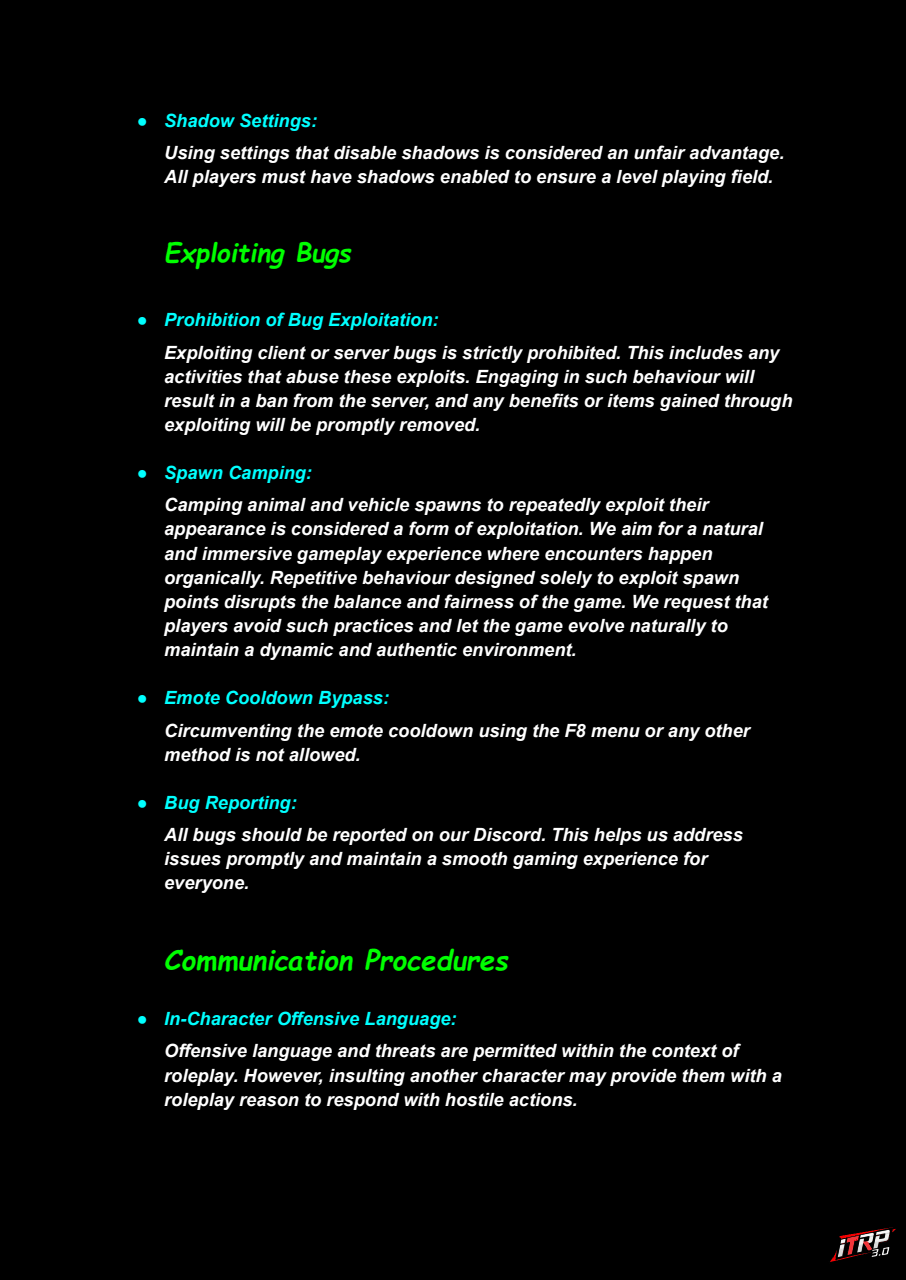 ● Shadow Settings:
Using settings that disable shadows is considered an unfair advantage.
All players must have shadows enabled to ensure a level playing field.
Exploiting Bugs
● Prohibition of Bug Exploitation:
Exploiting client or server bugs is strictly prohibited. This includes any
activities that abuse these exploits. Engaging in such behaviour will
result in a ban from the server, and any benefits or items gained through
exploiting will be promptly removed.
● Spawn Camping:
Camping animal and vehicle spawns to repeatedly exploit their
appearance is considered a form of exploitation. We aim for a natural
and immersive gameplay experience where encounters happen
organically. Repetitive behaviour designed solely to exploit spawn
points disrupts the balance and fairness of the game. We request that
players avoid such practices and let the game evolve naturally to
maintain a dynamic and authentic environment.
● Emote Cooldown Bypass:
Circumventing the emote cooldown using the F8 menu or any other
method is not allowed.
● Bug Reporting:
All bugs should be reported on our Discord. This helps us address
issues promptly and maintain a smooth gaming experience for
everyone.
Communication Procedures
● In-Character Offensive Language:
Offensive language and threats are permitted within the context of
roleplay. However, insulting another character may provide them with a
roleplay reason to respond with hostile actions.
iTRP
3.0